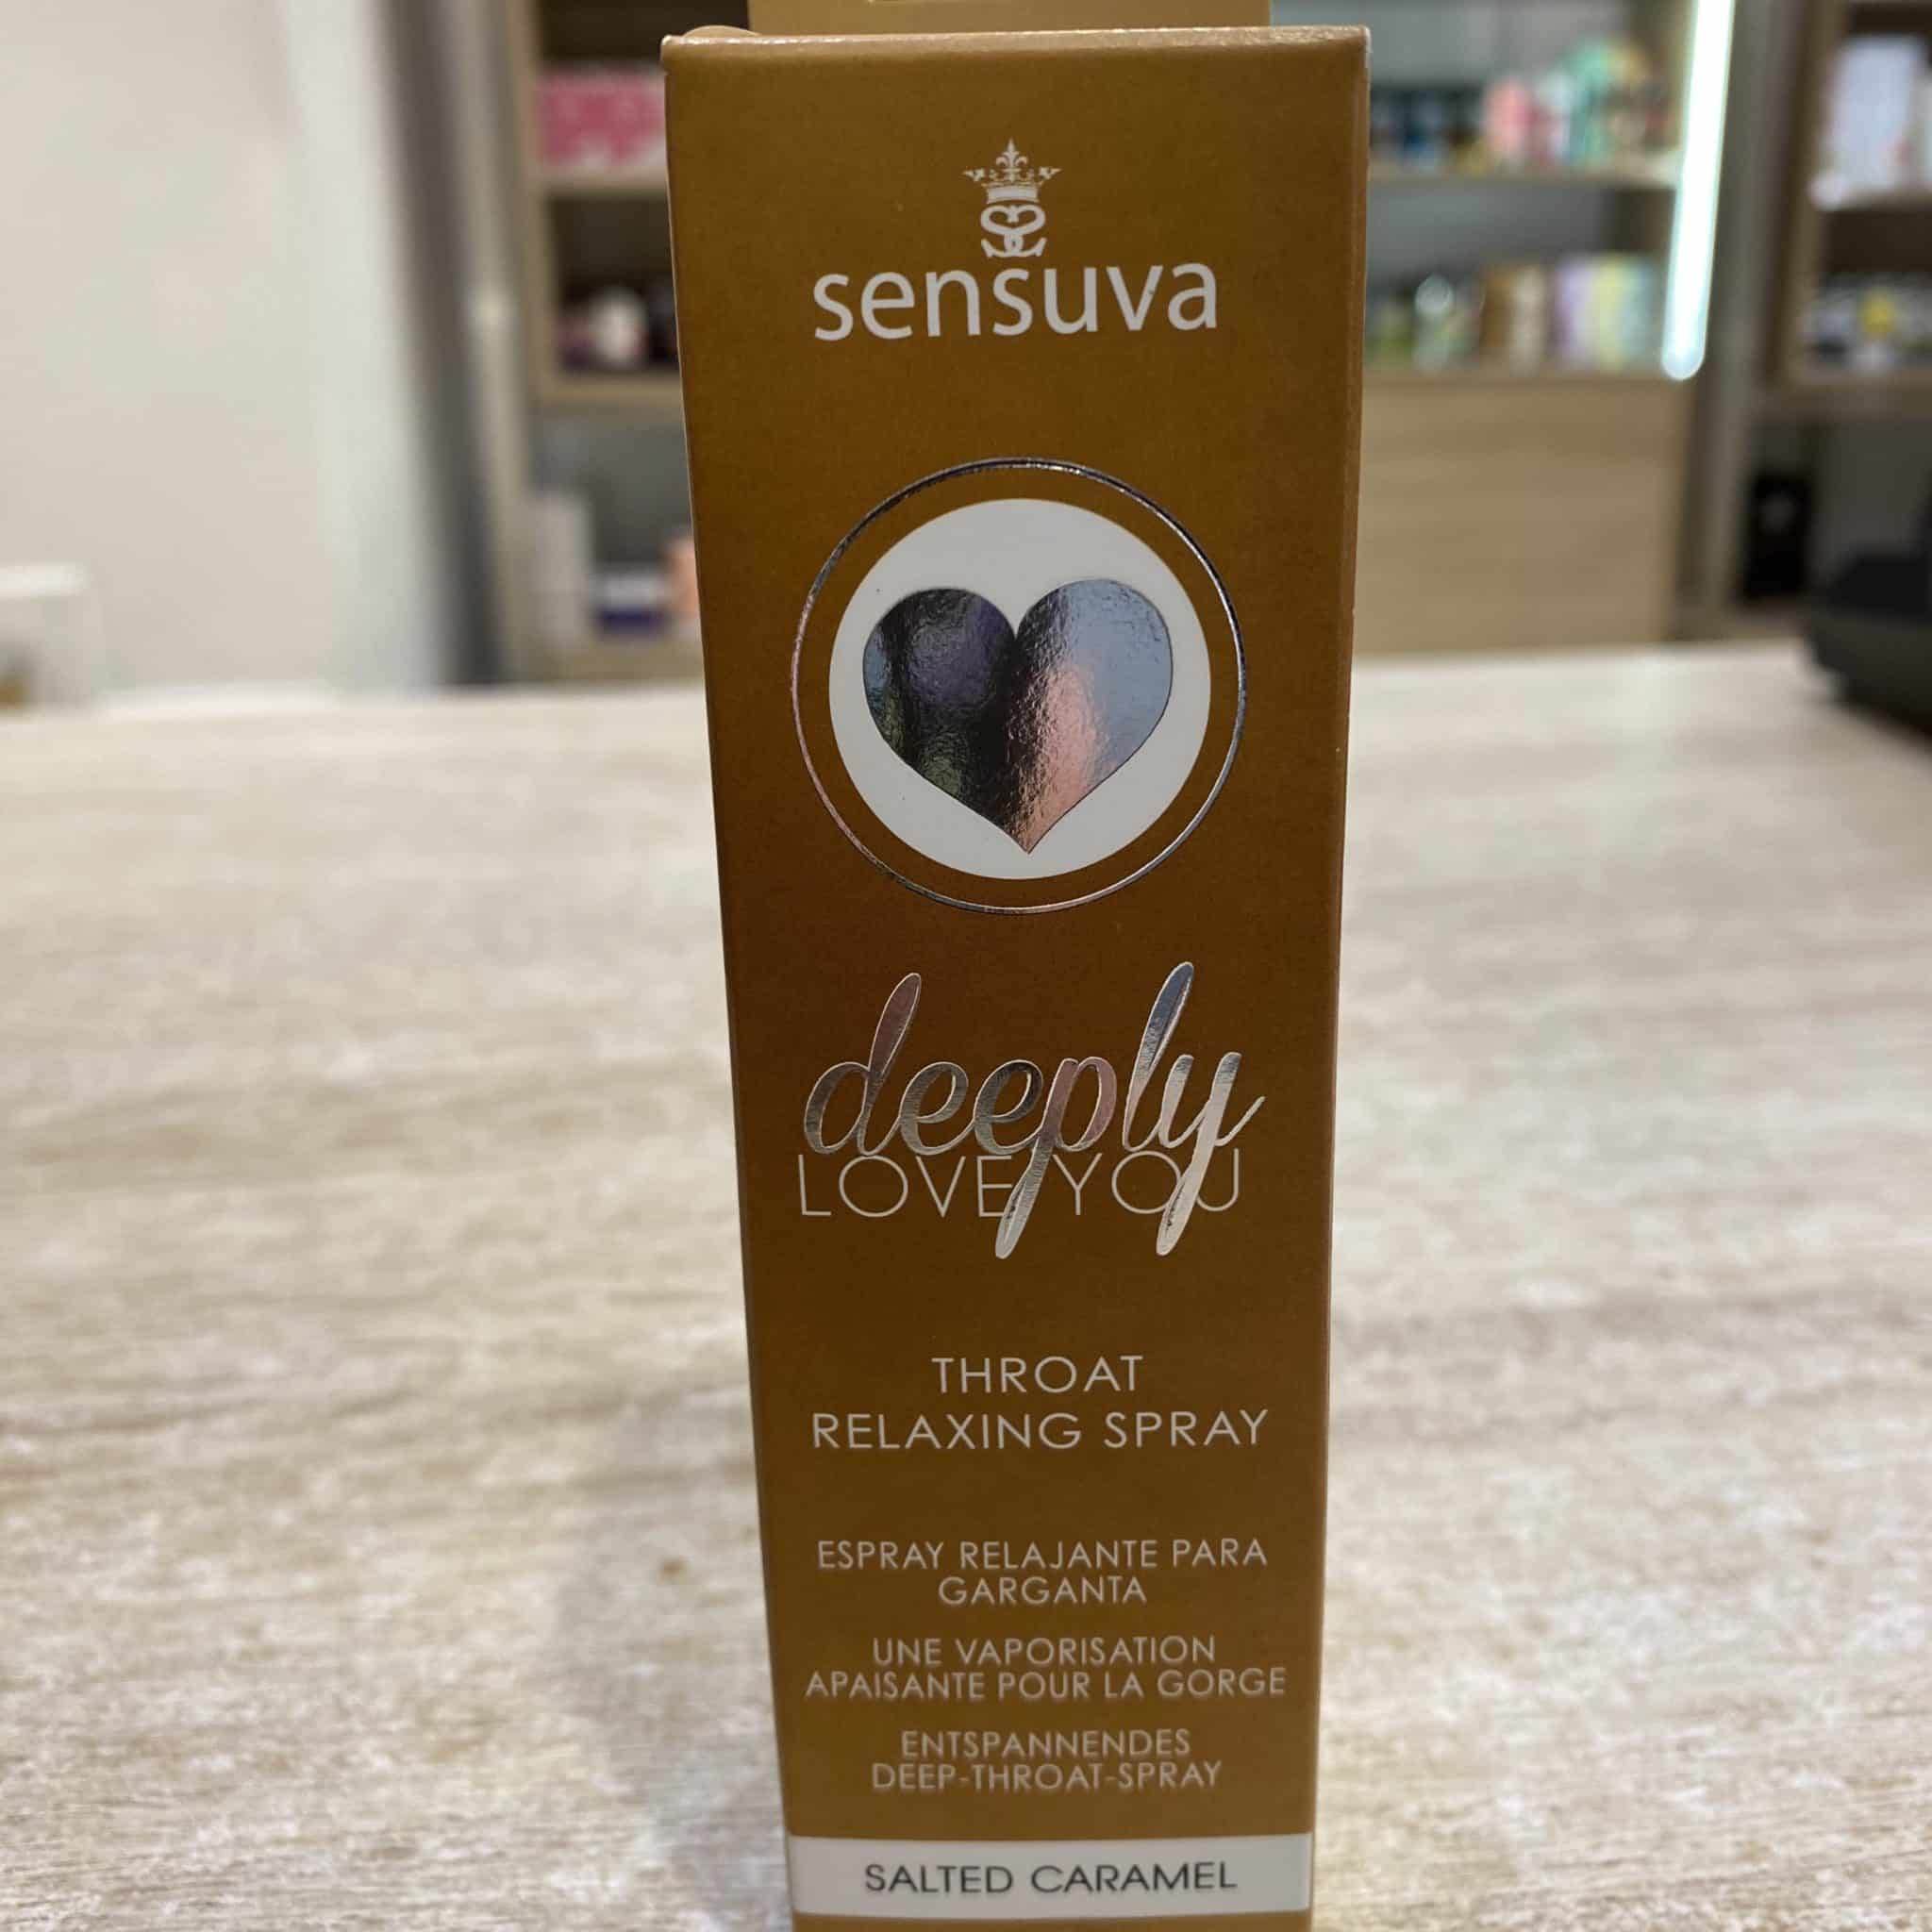 sensuva
deeply
LOVE YOU
THROAT
RELAXING SPRAY
ESPRAY RELAJANTE PARA
GARGANTA
UNE VAPORISATION
APAISANTE POUR LA GORGE
ENTSPANNENDES
DEEP-THROAT-SPRAY
SALTED CARAMEL